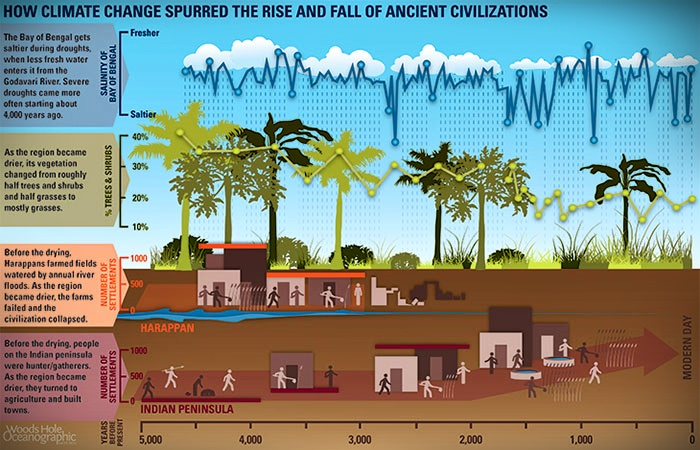 HOW CLIMATE CHANGE SPURRED THE RISE AND FALL OF ANCIENT CIVILIZATIONS
The Bay of Bengal gets
saltier during droughts,
when less fresh water
enters it from the
Godavari River. Severe
droughts came more
often starting about
4,000 years ago.
SALINITY OF
BAY OF BENGAL
Fresher
Saltier
As the region became
drier, its vegetation
changed from roughly
half trees and shrubs
and half grasses to
mostly grasses.
% TREES & SHRUBS
40%
30%
20%
10%
Before the drying,
Harappans farmed fields
watered by annual river
floods. As the region
became drier, the farms
failed and the
civilization collapsed.
NUMBER OF
SETTLEMENTS
1000
500
0
HARAPPAN
Before the drying, people
on the Indian peninsula
were hunter/gatherers.
As the region became
drier, they turned to
agriculture and built
towns.
NUMBER OF
SETTLEMENTS
1000
500
0
INDIAN PENINSULA
MODERN DAY
Woods Hole
Oceanographic
YEARS
BEFORE
PRESENT
5,000
4,000
3,000
2,000
1,000
0